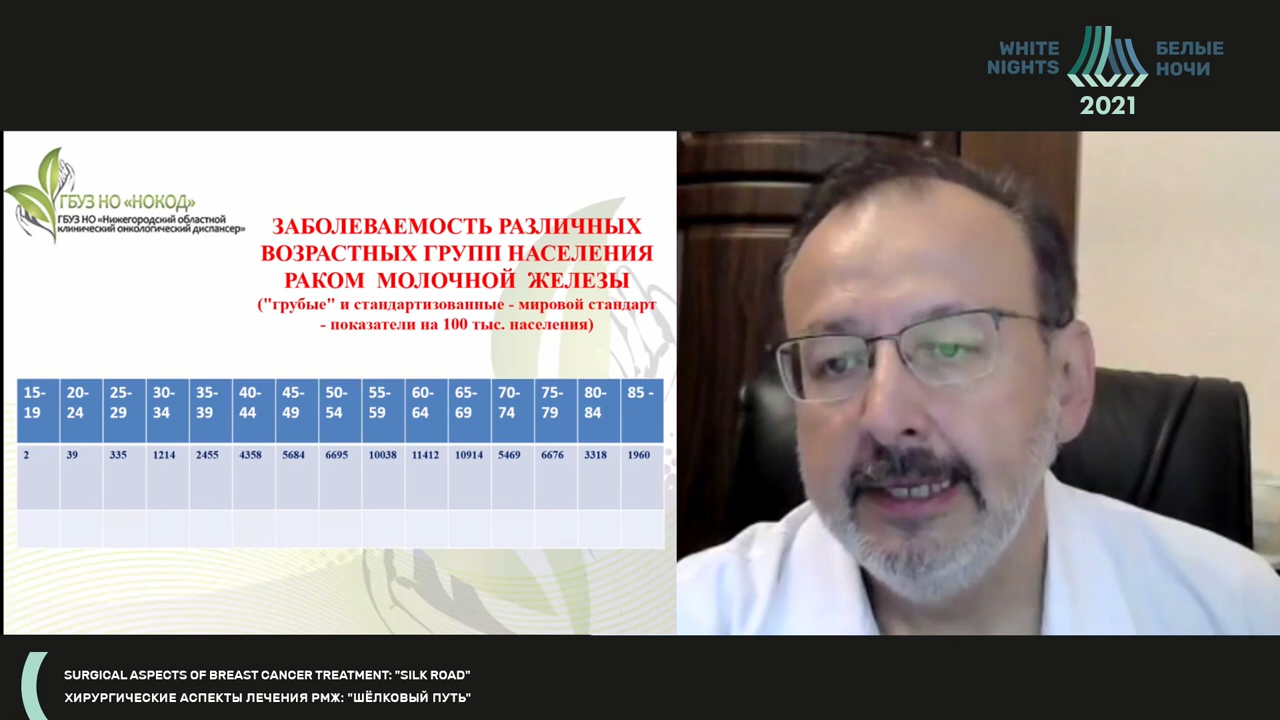 WHITE
NIGHTS
БЕЛЫЕ
НОЧИ
2021
ГБУЗ НО «НОКОД»
ГБУЗ НО «Нижегородский областной
клинический онкологический диспансер»
ЗАБОЛЕВАЕМОСТЬ РАЗЛИЧНЫХ
ВОЗРАСТНЫХ ГРУПП НАСЕЛЕНИЯ
РАКОМ МОЛОЧНОЙ ЖЕЛЕЗЫ
("грубые" и стандартизованные - мировой стандарт
- показатели на 100 тыс. населения)
15-19 20-24 25-29 30-34 35-39 40-44 45-49 50-54 55-59 60-64 65-69 70-74 75-79 80-84 85 -
2 39 335 1214 2455 4358 5684 6695 10038 11412 10914 5469 6676 3318 1960
SURGICAL ASPECTS OF BREAST CANCER TREATMENT: "SILK ROAD"
ХИРУРГИЧЕСКИЕ АСПЕКТЫ ЛЕЧЕНИЯ РМЖ: "ШЁЛКОВЫЙ ПУТЬ"